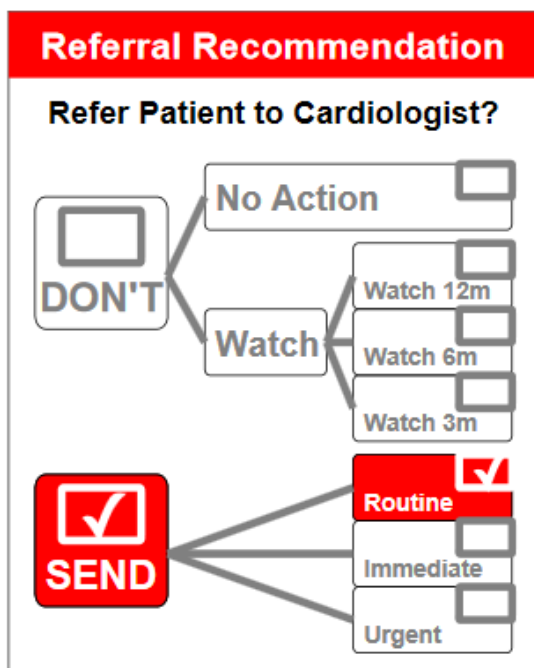 Referral Recommendation
Refer Patient to Cardiologist?
No Action
DON'T
Watch 12m
Watch
Watch 6m
Watch 3m
Routine
SEND
Immediate
Urgent